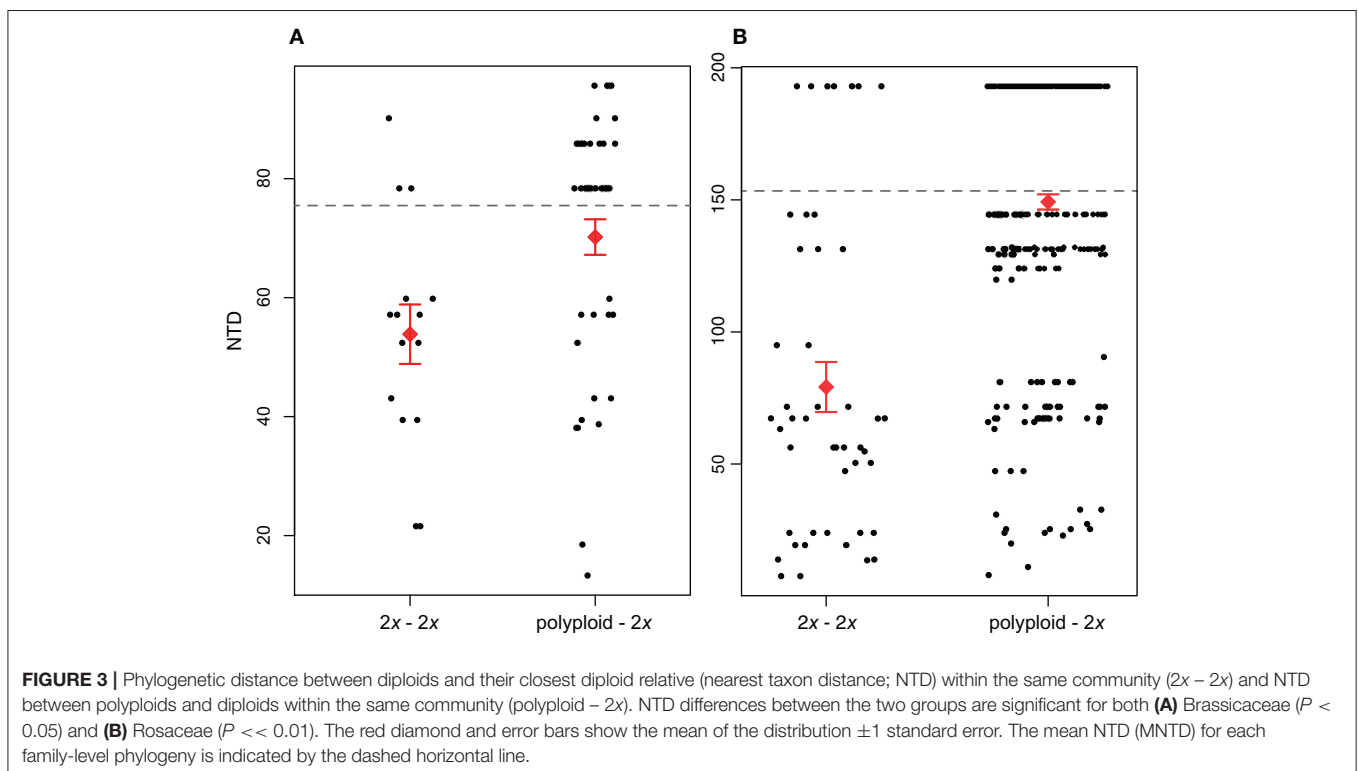 A
B
NTD
80
60
40
20
2x - 2x
polyploid - 2x
200
150
100
50
2x - 2x
polyploid - 2x
FIGURE 3 | Phylogenetic distance between diploids and their closest diploid relative (nearest taxon distance; NTD) within the same community (2x – 2x) and NTD
between polyploids and diploids within the same community (polyploid – 2x). NTD differences between the two groups are significant for both (A) Brassicaceae (P <
0.05) and (B) Rosaceae (P << 0.01). The red diamond and error bars show the mean of the distribution ±1 standard error. The mean NTD (MNTD) for each
family-level phylogeny is indicated by the dashed horizontal line.